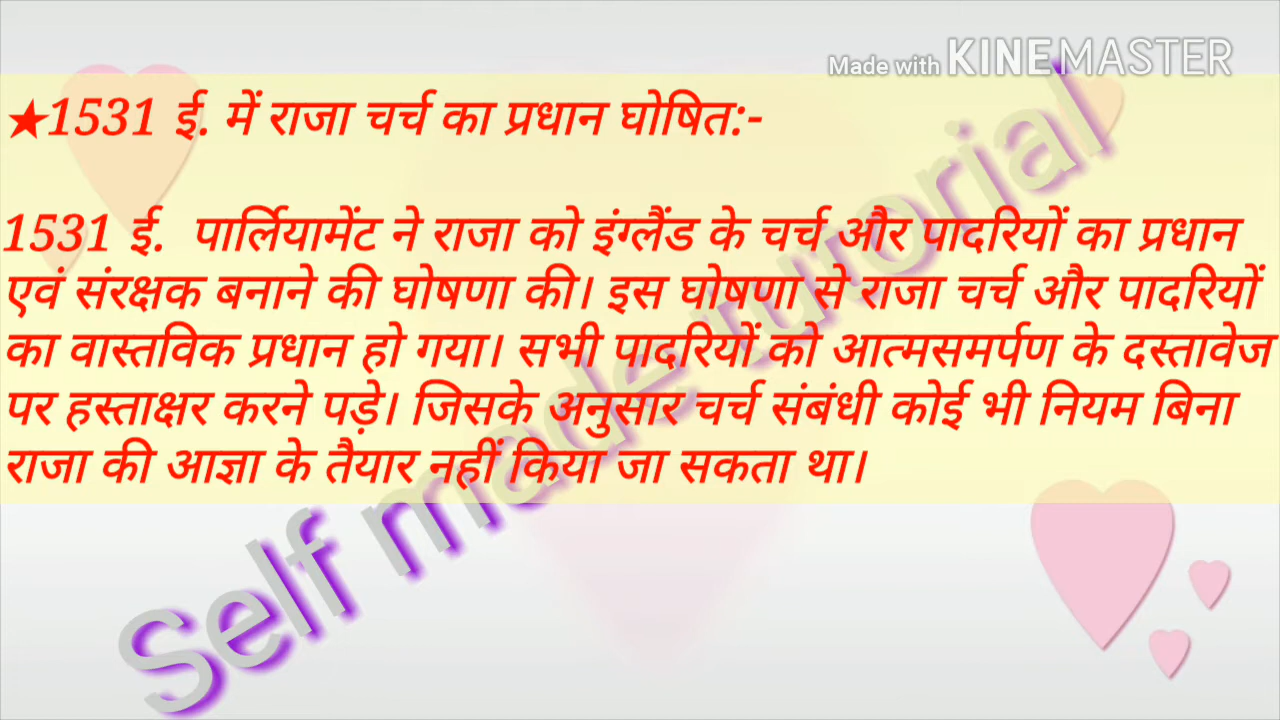 Made with KINEMASTER
★1531 ई. में राजा चर्च का प्रधान घोषित:-
1531 ई. पार्लियामेंट ने राजा को इंग्लैंड के चर्च और पादरियों का प्रधान
एवं संरक्षक बनाने की घोषणा की। इस घोषणा से राजा चर्च और पादरियों
का वास्तविक प्रधान हो गया। सभी पादरियों को आत्मसमर्पण के दस्तावेज
पर हस्ताक्षर करने पड़े। जिसके अनुसार चर्च संबंधी कोई भी नियम बिना
राजा की आज्ञा के तैयार नहीं किया जा सकता था।
Self made tutorial